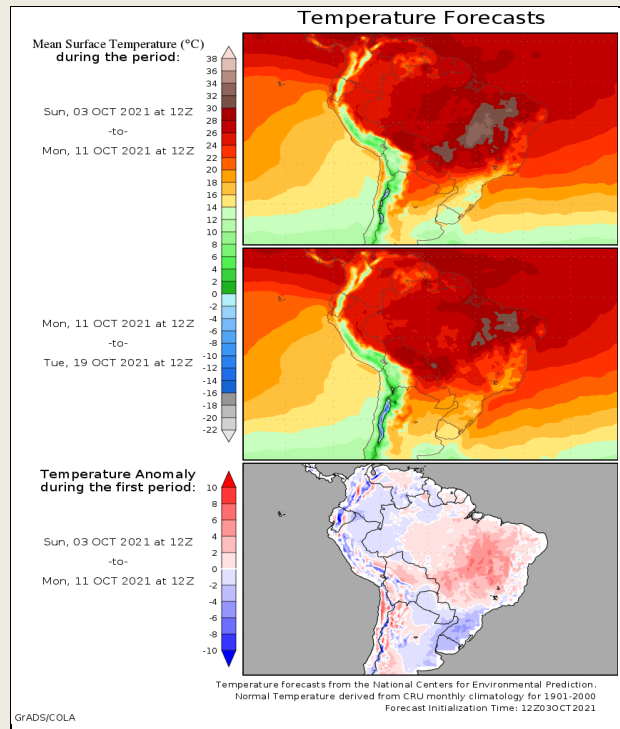 Temperature Forecasts
Mean Surface Temperature (°C)
during the period:
Sun, 03 OCT 2021 at 12Z
-to-
Mon, 11 OCT 2021 at 12Z
38
36
34
32
30
28
26
24
22
20
18
16
14
12
10
8
6
4
2
0
-2
-4
-6
-8
-10
-12
-14
-16
-18
-20
-22
Mon, 11 OCT 2021 at 12Z
-to-
Tue, 19 OCT 2021 at 12Z
Temperature Anomaly
during the first period:
Sun, 03 OCT 2021 at 12Z
-to-
Mon, 11 OCT 2021 at 12Z
10
8
6
4
2
0
-2
-4
-6
-8
-10
Temperature forecasts from the National Centers for Environmental Prediction.
Normal Temperature derived from CRU monthly climatology for 1901-2000
Forecast Initialization Time: 12Z03OCT2021
GrADS/COLA